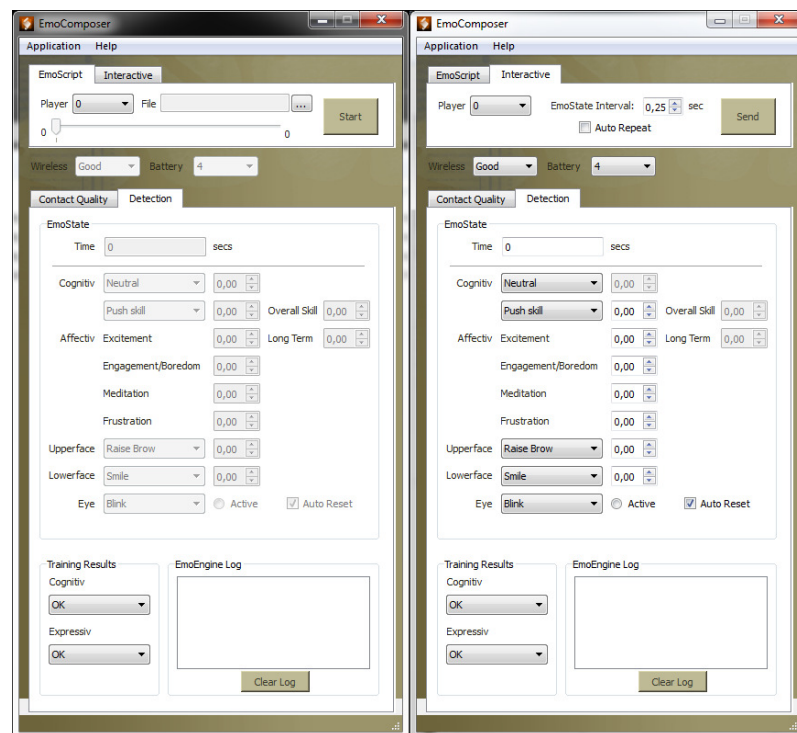 EmoComposer
Application Help
EmoScript Interactive
Player 0 File ... Start
0 0
Wireless Good Battery 4
Contact Quality Detection
EmoState
Time 0 secs
Cognitiv Neutral 0,00
Push skill 0,00 Overall Skill 0,00
Affectiv Excitement 0,00 Long Term 0,00
Engagement/Boredom 0,00
Meditation 0,00
Frustration 0,00
Upperface Raise Brow 0,00
Lowerface Smile 0,00
Eye Blink Active Auto Reset
Training Results EmoEngine Log
Cognitiv
OK
Expressiv
OK
Clear Log
EmoComposer
Application Help
EmoScript Interactive
Player 0 EmoState Interval: 0,25 sec Send
Auto Repeat
Wireless Good Battery 4
Contact Quality Detection
EmoState
Time 0 secs
Cognitiv Neutral 0,00
Push skill 0,00 Overall Skill 0,00
Affectiv Excitement 0,00 Long Term 0,00
Engagement/Boredom 0,00
Meditation 0,00
Frustration 0,00
Upperface Raise Brow 0,00
Lowerface Smile 0,00
Eye Blink Active Auto Reset
Training Results EmoEngine Log
Cognitiv
OK
Expressiv
OK
Clear Log